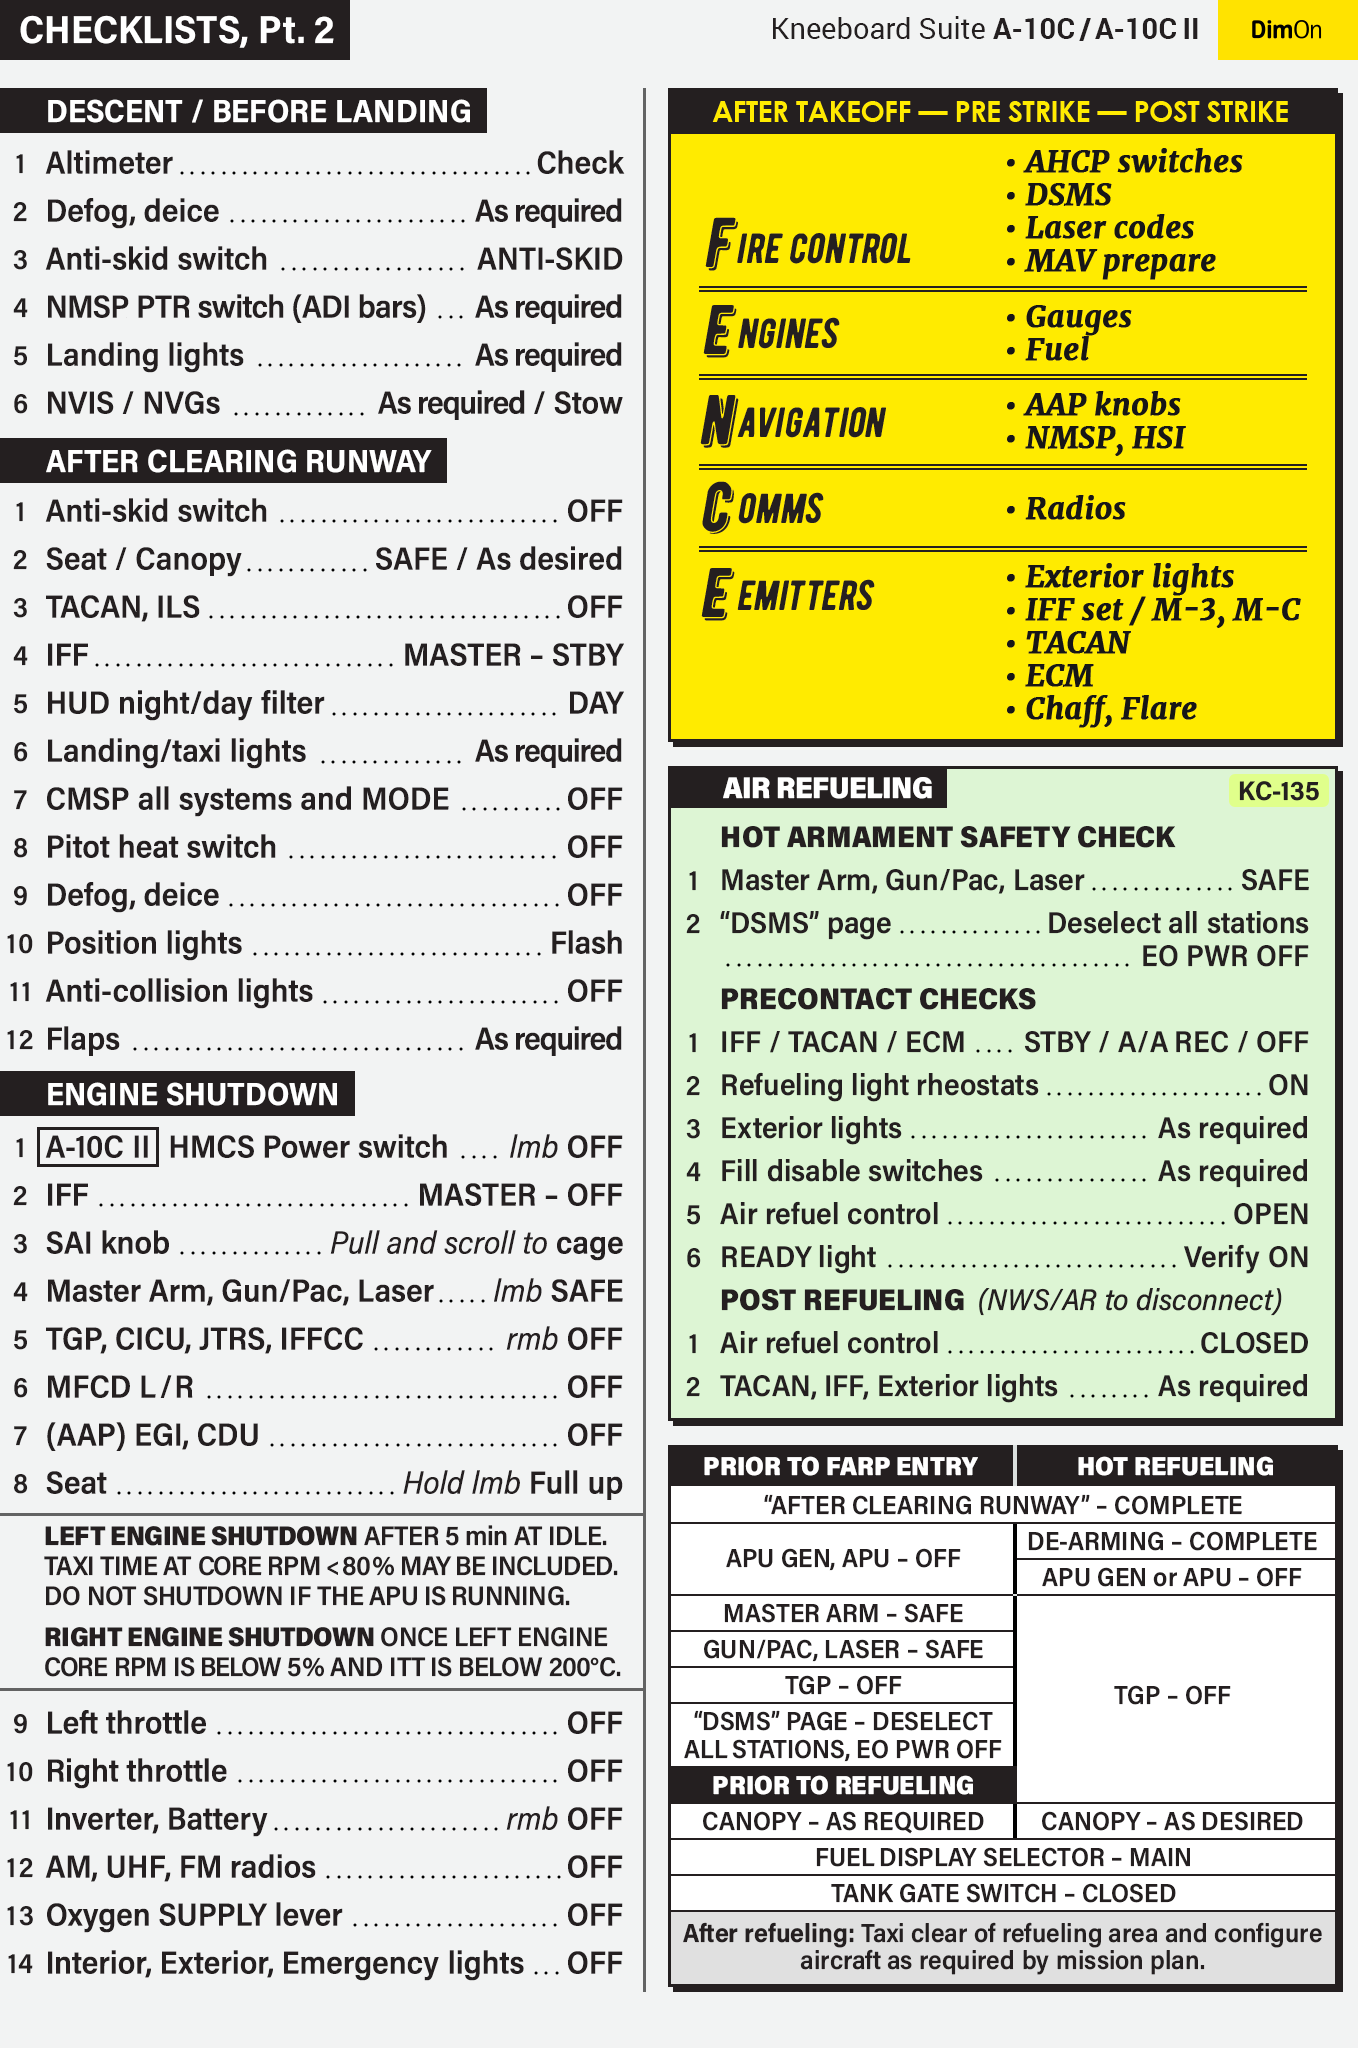 CHECKLISTS, Pt. 2
Kneeboard Suite A-10C / A-10C II
DimOn
DESCENT / BEFORE LANDING
1 Altimeter .................................. Check
2 Defog, deice ....................... As required
3 Anti-skid switch .................. ANTI-SKID
4 NMSP PTR switch (ADI bars) ... As required
5 Landing lights .................... As required
6 NVIS / NVGs ............. As required / Stow
AFTER CLEARING RUNWAY
1 Anti-skid switch ........................... OFF
2 Seat / Canopy............ SAFE / As desired
3 TACAN, ILS .................................. OFF
4 IFF............................. MASTER – STBY
5 HUD night/day filter ...................... DAY
6 Landing/taxi lights .............. As required
7 CMSP all systems and MODE .......... OFF
8 Pitot heat switch .......................... OFF
9 Defog, deice ................................ OFF
10 Position lights ............................ Flash
11 Anti-collision lights ....................... OFF
12 Flaps ................................ As required
ENGINE SHUTDOWN
1 A-10C II HMCS Power switch .... lmb OFF
2 IFF .............................. MASTER – OFF
3 SAI knob .............. Pull and scroll to cage
4 Master Arm, Gun/Pac, Laser..... lmb SAFE
5 TGP, CICU, JTRS, IFFCC ............ rmb OFF
6 MFCD L / R .................................. OFF
7 (AAP) EGI, CDU ............................ OFF
8 Seat ........................... Hold lmb Full up
LEFT ENGINE SHUTDOWN AFTER 5 min AT IDLE.
TAXI TIME AT CORE RPM <80% MAY BE INCLUDED.
DO NOT SHUTDOWN IF THE APU IS RUNNING.
RIGHT ENGINE SHUTDOWN ONCE LEFT ENGINE
CORE RPM IS BELOW 5% AND ITT IS BELOW 200°C.
9 Left throttle ................................. OFF
10 Right throttle ............................... OFF
11 Inverter, Battery ...................... rmb OFF
12 AM, UHF, FM radios ....................... OFF
13 Oxygen SUPPLY lever .................... OFF
14 Interior, Exterior, Emergency lights ... OFF
AFTER TAKEOFF — PRE STRIKE — POST STRIKE
FIRE CONTROL
• AHCP switches
• DSMS
• Laser codes
• MAV prepare
ENGINES
• Gauges
• Fuel
NAVIGATION
• AAP knobs
• NMSP, HSI
COMMS
• Radios
EEMITTERS
• Exterior lights
• IFF set / M-3, M-C
• TACAN
• ECM
• Chaff, Flare
AIR REFUELING
KC-135
HOT ARMAMENT SAFETY CHECK
1 Master Arm, Gun/Pac, Laser .............. SAFE
2 “DSMS” page .............. Deselect all stations
....................................... EO PWR OFF
PRECONTACT CHECKS
1 IFF / TACAN / ECM .... STBY / A/A REC / OFF
2 Refueling light rheostats ..................... ON
3 Exterior lights ....................... As required
4 Fill disable switches ............... As required
5 Air refuel control ........................... OPEN
6 READY light ............................ Verify ON
POST REFUELING (NWS/AR to disconnect)
1 Air refuel control ........................ CLOSED
2 TACAN, IFF, Exterior lights ........ As required
PRIOR TO FARP ENTRY
HOT REFUELING
“AFTER CLEARING RUNWAY” – COMPLETE
APU GEN, APU – OFF
DE-ARMING – COMPLETE
APU GEN or APU – OFF
MASTER ARM – SAFE
GUN/PAC, LASER – SAFE
TGP – OFF
TGP – OFF
“DSMS” PAGE – DESELECT
ALL STATIONS, EO PWR OFF
PRIOR TO REFUELING
CANOPY – AS REQUIRED
CANOPY – AS DESIRED
FUEL DISPLAY SELECTOR – MAIN
TANK GATE SWITCH – CLOSED
After refueling: Taxi clear of refueling area and configure
aircraft as required by mission plan.